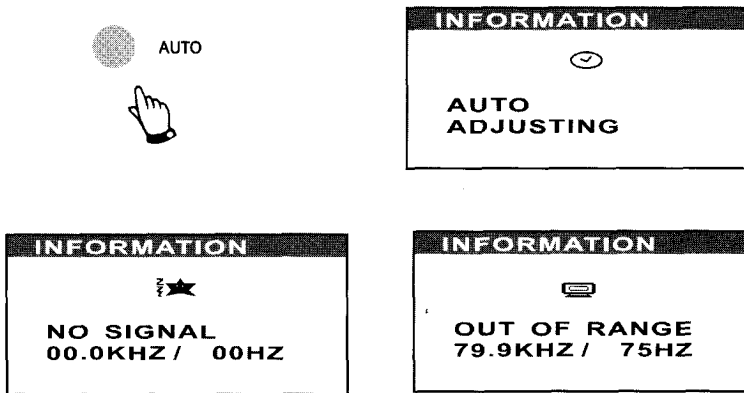 AUTO
INFORMATION
AUTO
ADJUSTING
INFORMATION
NO SIGNAL
00.0KHZ / 00HZ
INFORMATION
OUT OF RANGE
79.9KHZ / 75HZ